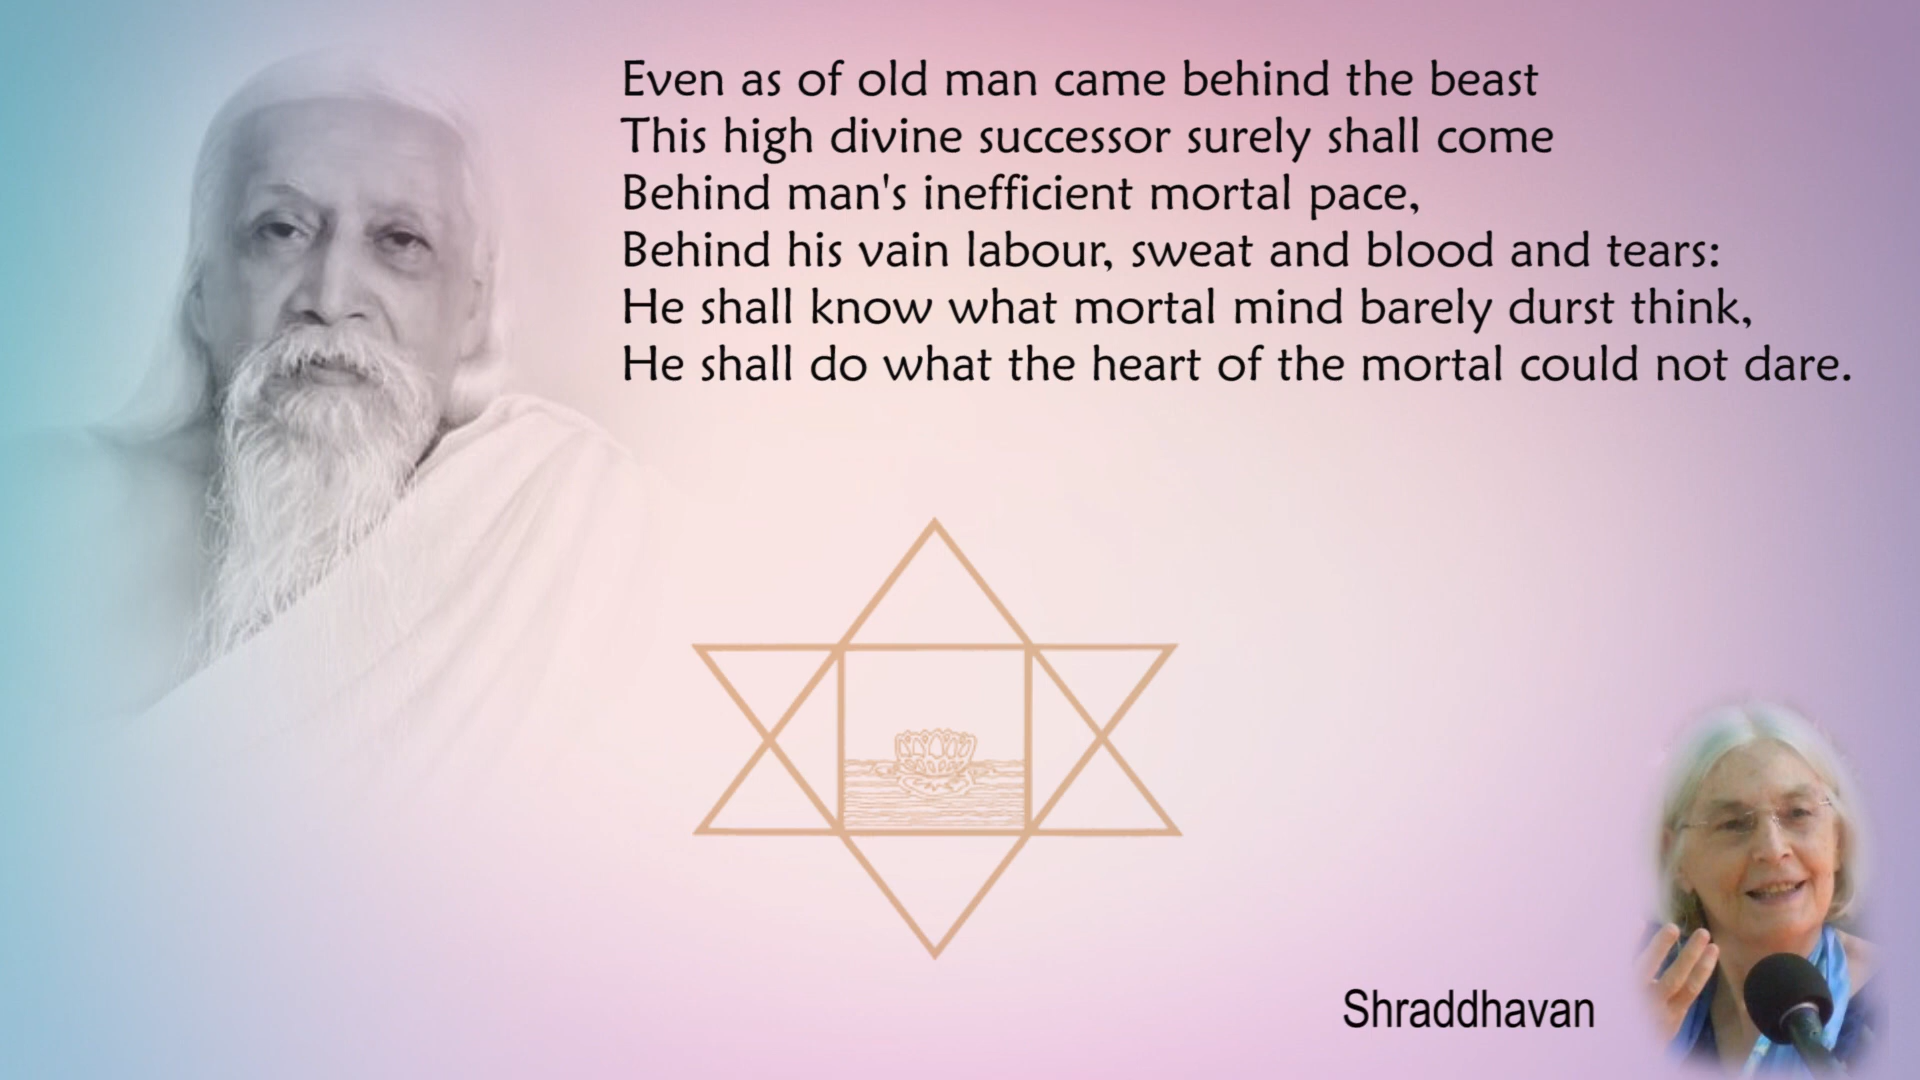 Even as of old man came behind the beast
This high divine successor surely shall come
Behind man's inefficient mortal pace,
Behind his vain labour, sweat and blood and tears:
He shall know what mortal mind barely durst think,
He shall do what the heart of the mortal could not dare.
Shraddhavan